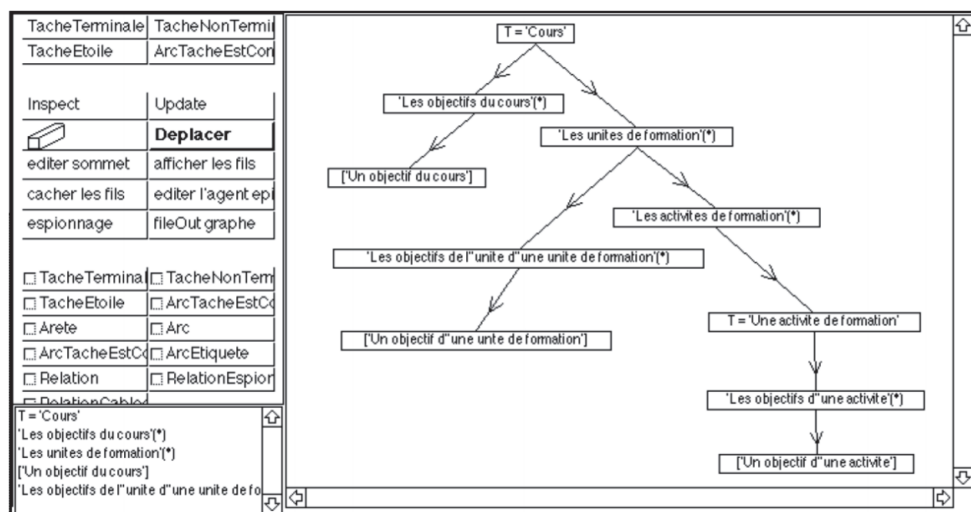 TacheTerminale TacheNonTermi
TacheEtoile ArcTacheEstCon
Inspect Update
Deplacer
editer sommet afficher les fils
cacher les fils editer l'agent epi
espionnage fileOut graphe
TacheTerminal TacheNonTerm
TacheEtoile ArcTacheEstCo
Arete Arc
ArcTacheEstCo ArcEtiquete
Relation RelationEspion
RelationCablee
T = 'Cours'
'Les objectifs du cours'(*)
'Les unites de formation'(*)
['Un objectif du cours']
'Les objectifs de l''unite d''une unite de fo
T = 'Cours'
'Les objectifs du cours'(*)
'Les unites de formation'(*)
['Un objectif du cours']
'Les activites de formation'(*)
'Les objectifs de l''unite d''une unite de formation'(*)
T = 'Une activite de formation'
['Un objectif d''une unte de formation']
'Les objectifs d''une activite'(*)
['Un objectif d''une activite']